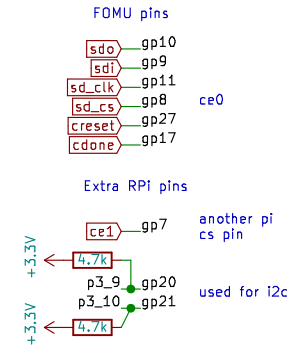 FOMU pins
sdo gp10
sdi gp9
sd_clk gp11
sd_cs gp8 ce0
creset gp27
cdone gp17
Extra RPi pins
ce1 gp7 another pi
cs pin
+3.3V 4.7k
p3_9 gp20 used for i2c
p3_10 gp21
+3.3V 4.7k